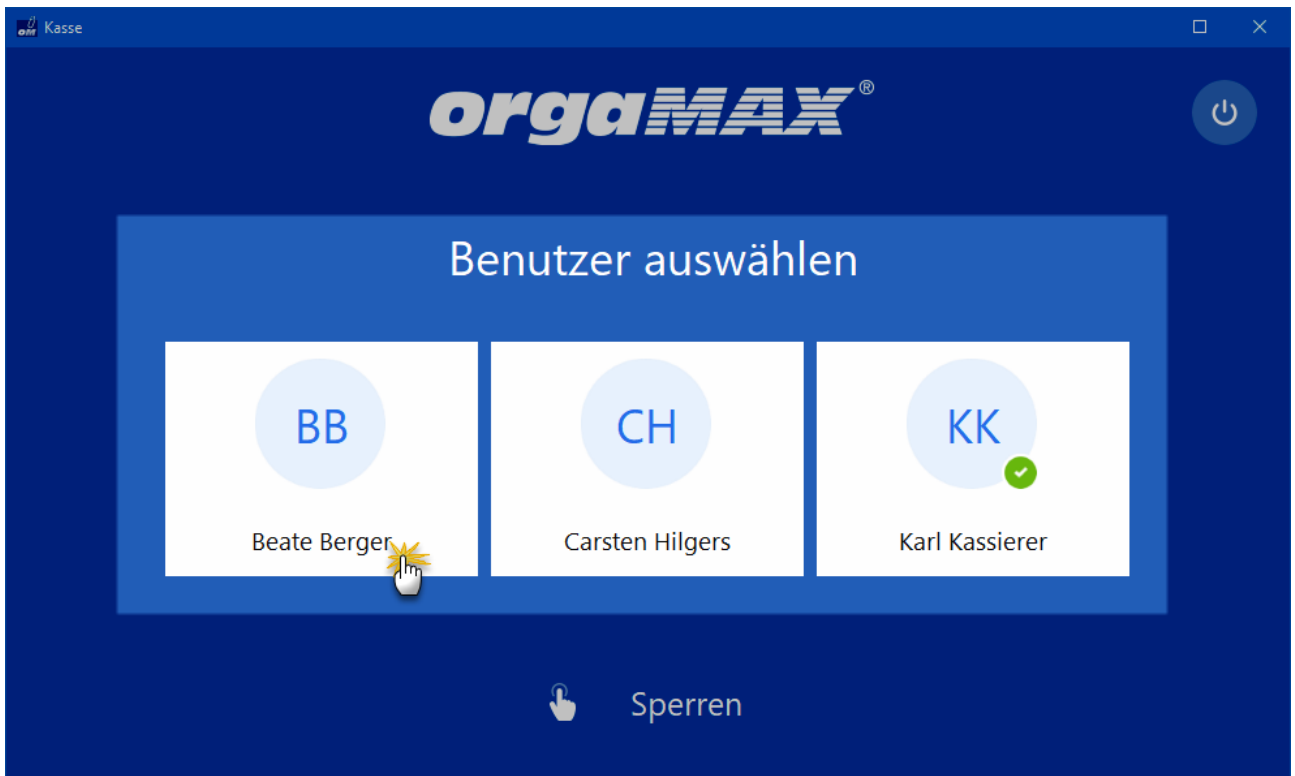 Kasse
orgaMAX®
Benutzer auswählen
BB
CH
KK
Beate Berger
Carsten Hilgers
Karl Kassierer
Sperren